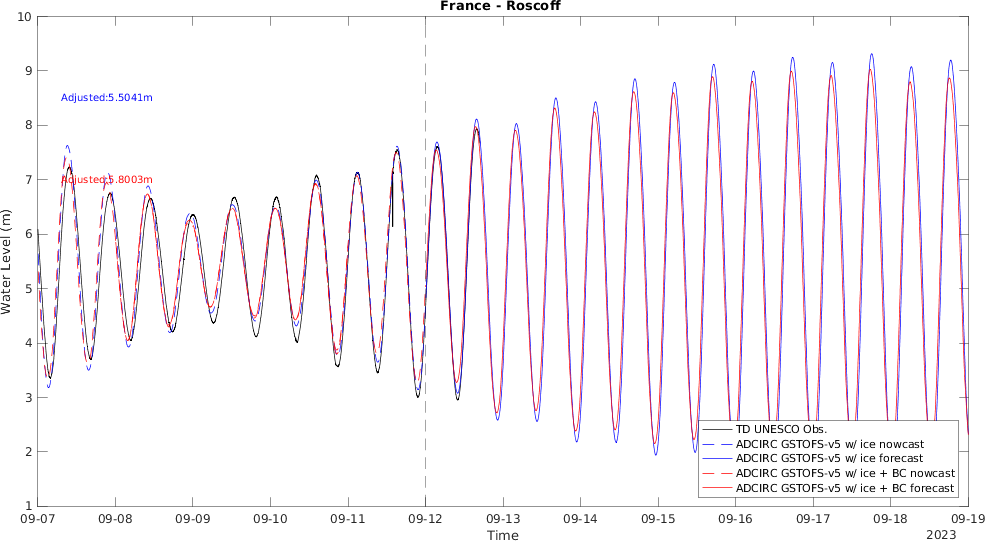 France - Roscoff
10
9
8
7
6
5
4
3
2
1
Water Level (m)
Adjusted:5.5041m
Adjusted:5.8003m
TD UNESCO Obs.
ADCIRC GSTOFS-v5 w/ ice nowcast
ADCIRC GSTOFS-v5 w/ ice forecast
ADCIRC GSTOFS-v5 w/ ice + BC nowcast
ADCIRC GSTOFS-v5 w/ ice + BC forecast
09-07 09-08 09-09 09-10 09-11 09-12 09-13 09-14 09-15 09-16 09-17 09-18 09-19
Time
2023